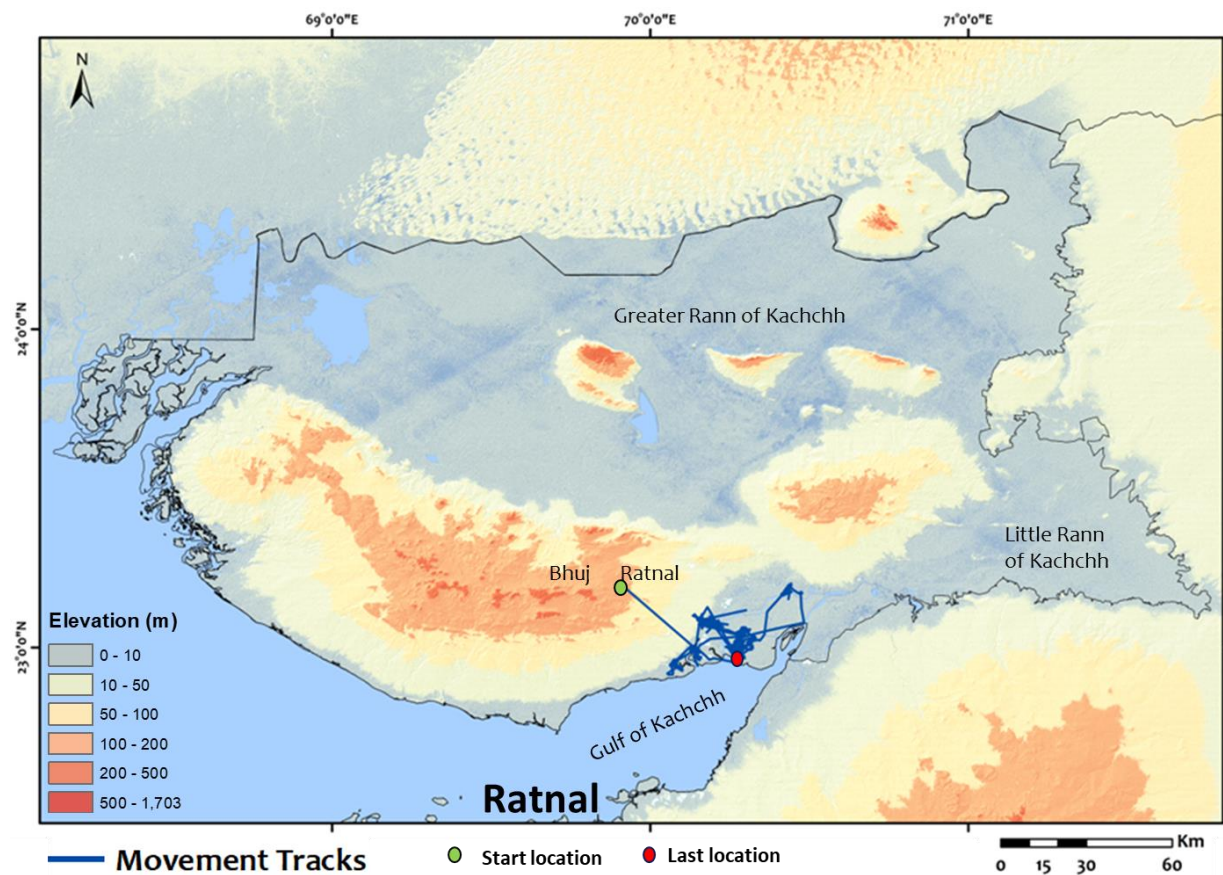 69°0'0"E 70°0'0"E 71°0'0"E
N
24°0'0"N
23°0'0"N
Greater Rann of Kachchh
Little Rann
of Kachchh
Bhuj Ratnal
Gulf of Kachchh
Elevation (m)
0 - 10
10 - 50
50 - 100
100 - 200
200 - 500
500 - 1,703
Ratnal
Movement Tracks Start location Last location
Km
0 15 30 60